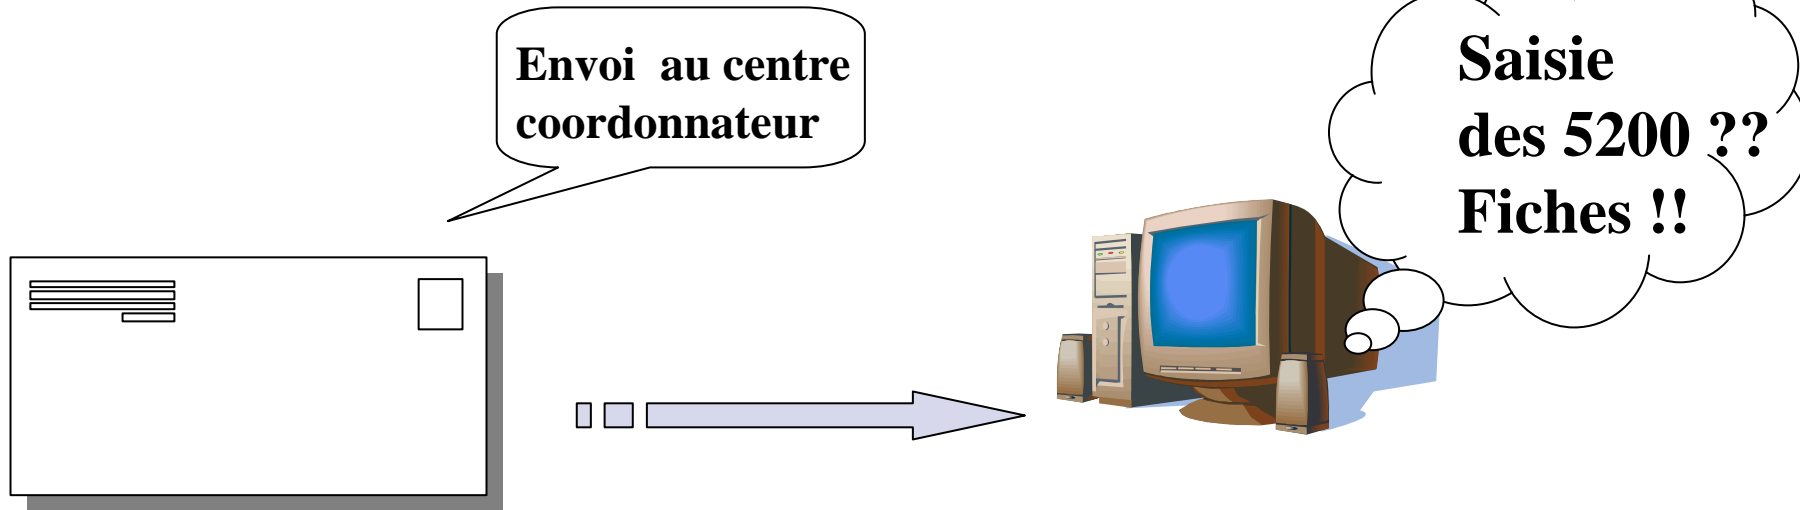 Envoi  au centre
coordonnateur
Saisie
des 5200 ??
Fiches !!